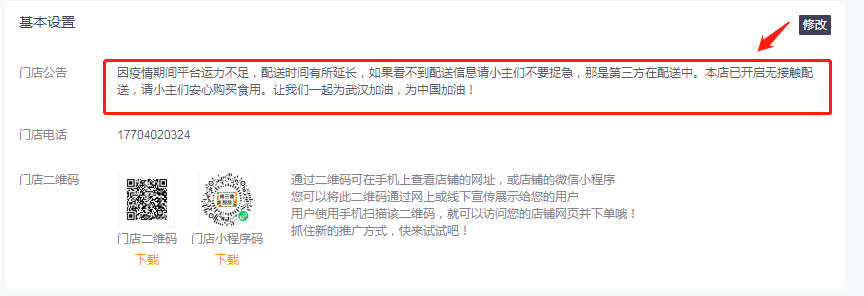 基本设置
修改
门店公告
因疫情期间平台运力不足，配送时间有所延长，如果看不到配送信息请小主们不要捉急，那是第三方在配送中。本店已开启无接触配
送，请小主们安心购买食用。让我们一起为武汉加油，为中国加油！
门店电话
17704020324
门店二维码
通过二维码可在手机上查看店铺的网址，或店铺的微信小程序
您可以将此二维码通过网上或线下宣传展示给您的用户
用户使用手机扫描该二维码，就可以访问您的店铺网页并下单哦！
抓住新的推广方式，快来试试吧！
门店二维码
门店小程序码
下载
下载